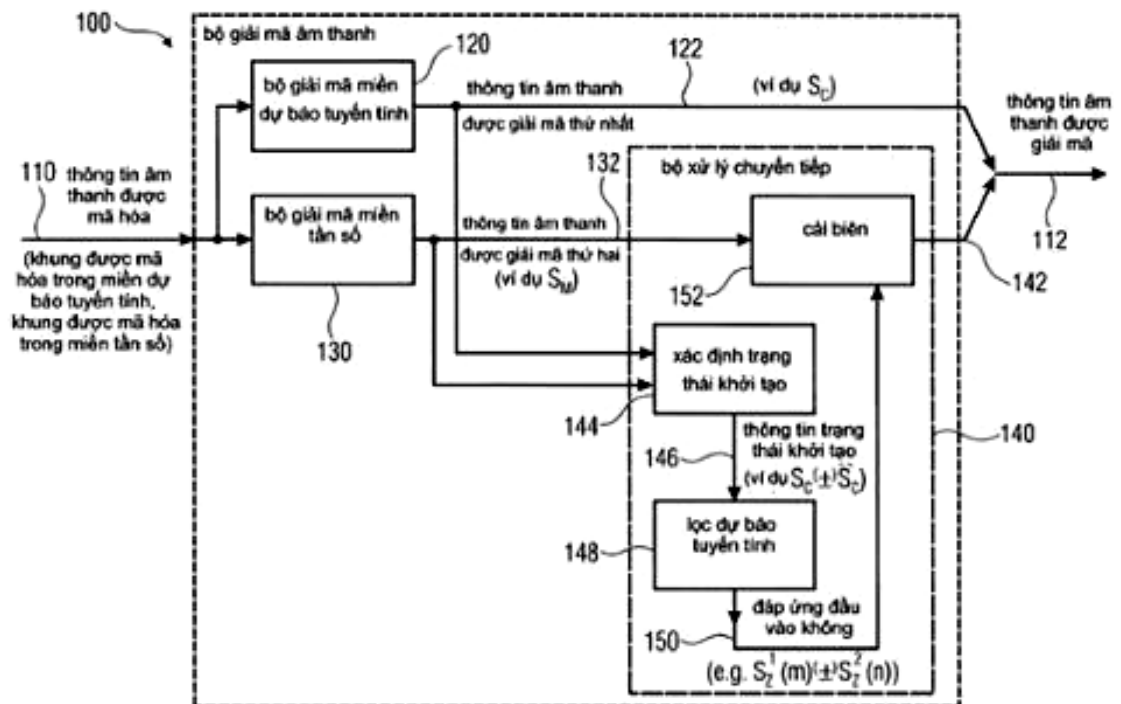 100
bộ giải mã âm thanh
120
bộ giải mã miền
dự báo tuyến tính
thông tin âm thanh
được giải mã thứ nhất
122
(ví dụ S_C)
thông tin âm
thanh được
giải mã
112
110
thông tin âm
thanh được
mã hóa
(khung được mã
hóa trong miền dự
báo tuyến tính,
khung được mã hóa
trong miền tần số)
bộ giải mã miền
tần số
130
thông tin âm thanh
được giải mã thứ hai
(ví dụ S_M)
132
bộ xử lý chuyển tiếp
cải biên
152
142
xác định trạng
thái khởi tạo
144
thông tin trạng
thái khởi tạo
146
(ví dụ S_C(±)S_C)
140
lọc dự báo
tuyến tính
148
đáp ứng đầu
vào không
150
(e.g. S_Z^1(m)(±)S_Z^2(n))